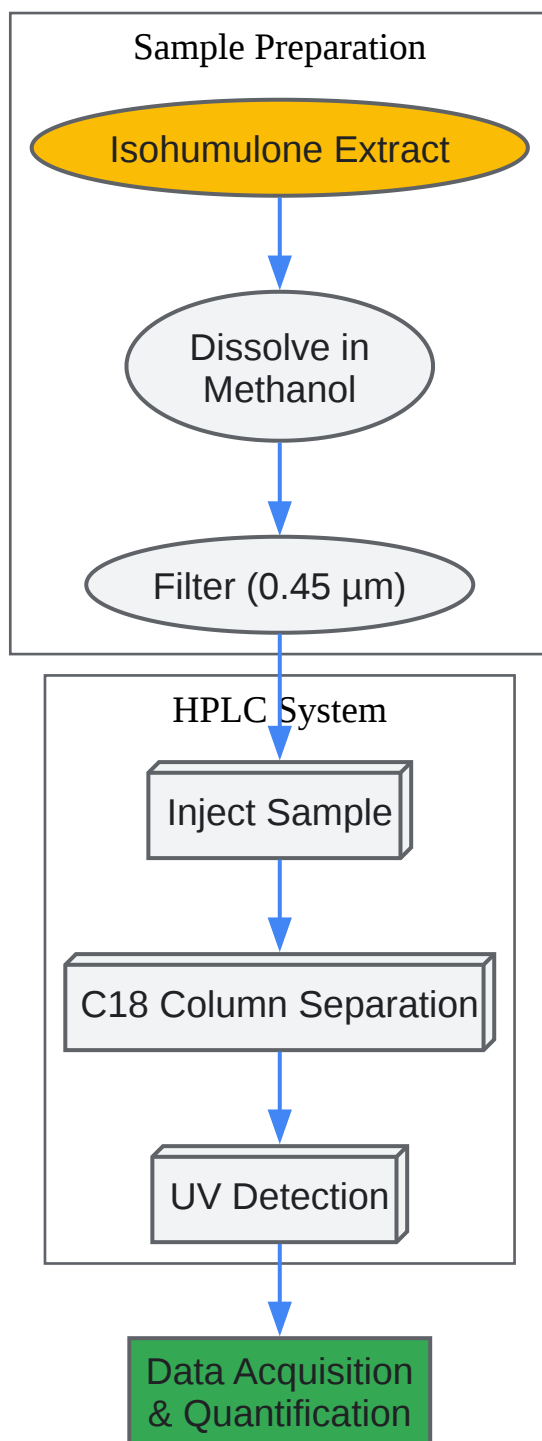 Sample Preparation
Isohumulone Extract
Dissolve in
Methanol
Filter (0.45 µm)
HPLC System
Inject Sample
C18 Column Separation
UV Detection
Data Acquisition
& Quantification